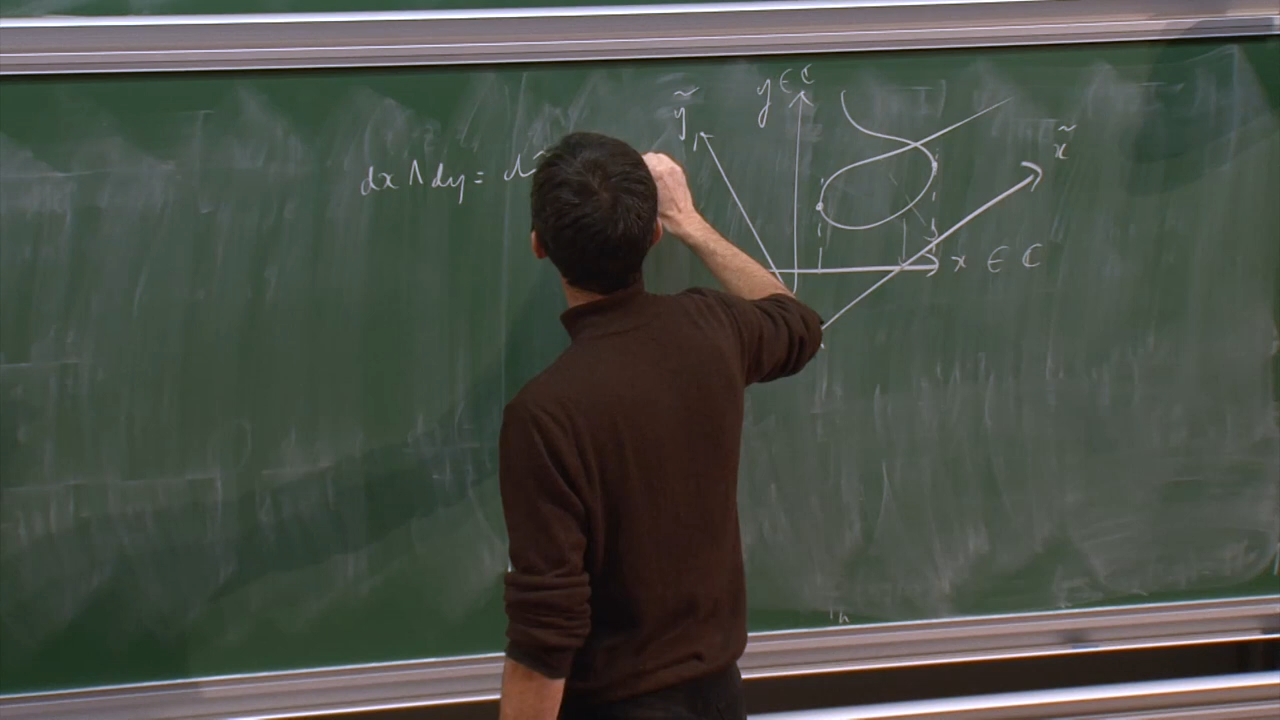 dx ∧ dy = d
ỹ
y ∈ ℂ
x̃
x ∈ ℂ